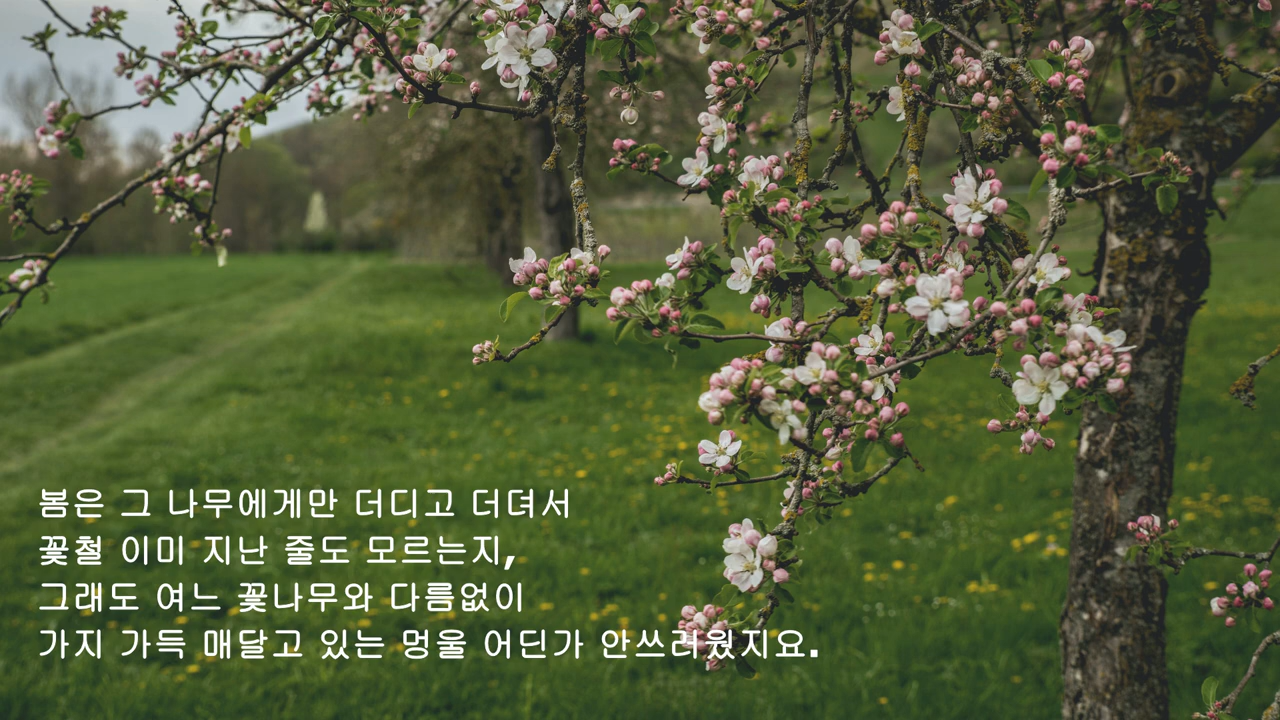 봄은 그 나무에게만 더디고 더뎌서
꽃철 이미 지난 줄도 모르는지,
그래도 여느 꽃나무와 다름없이
가지 가득 매달고 있는 멍울 어딘가 안쓰러웠지요.